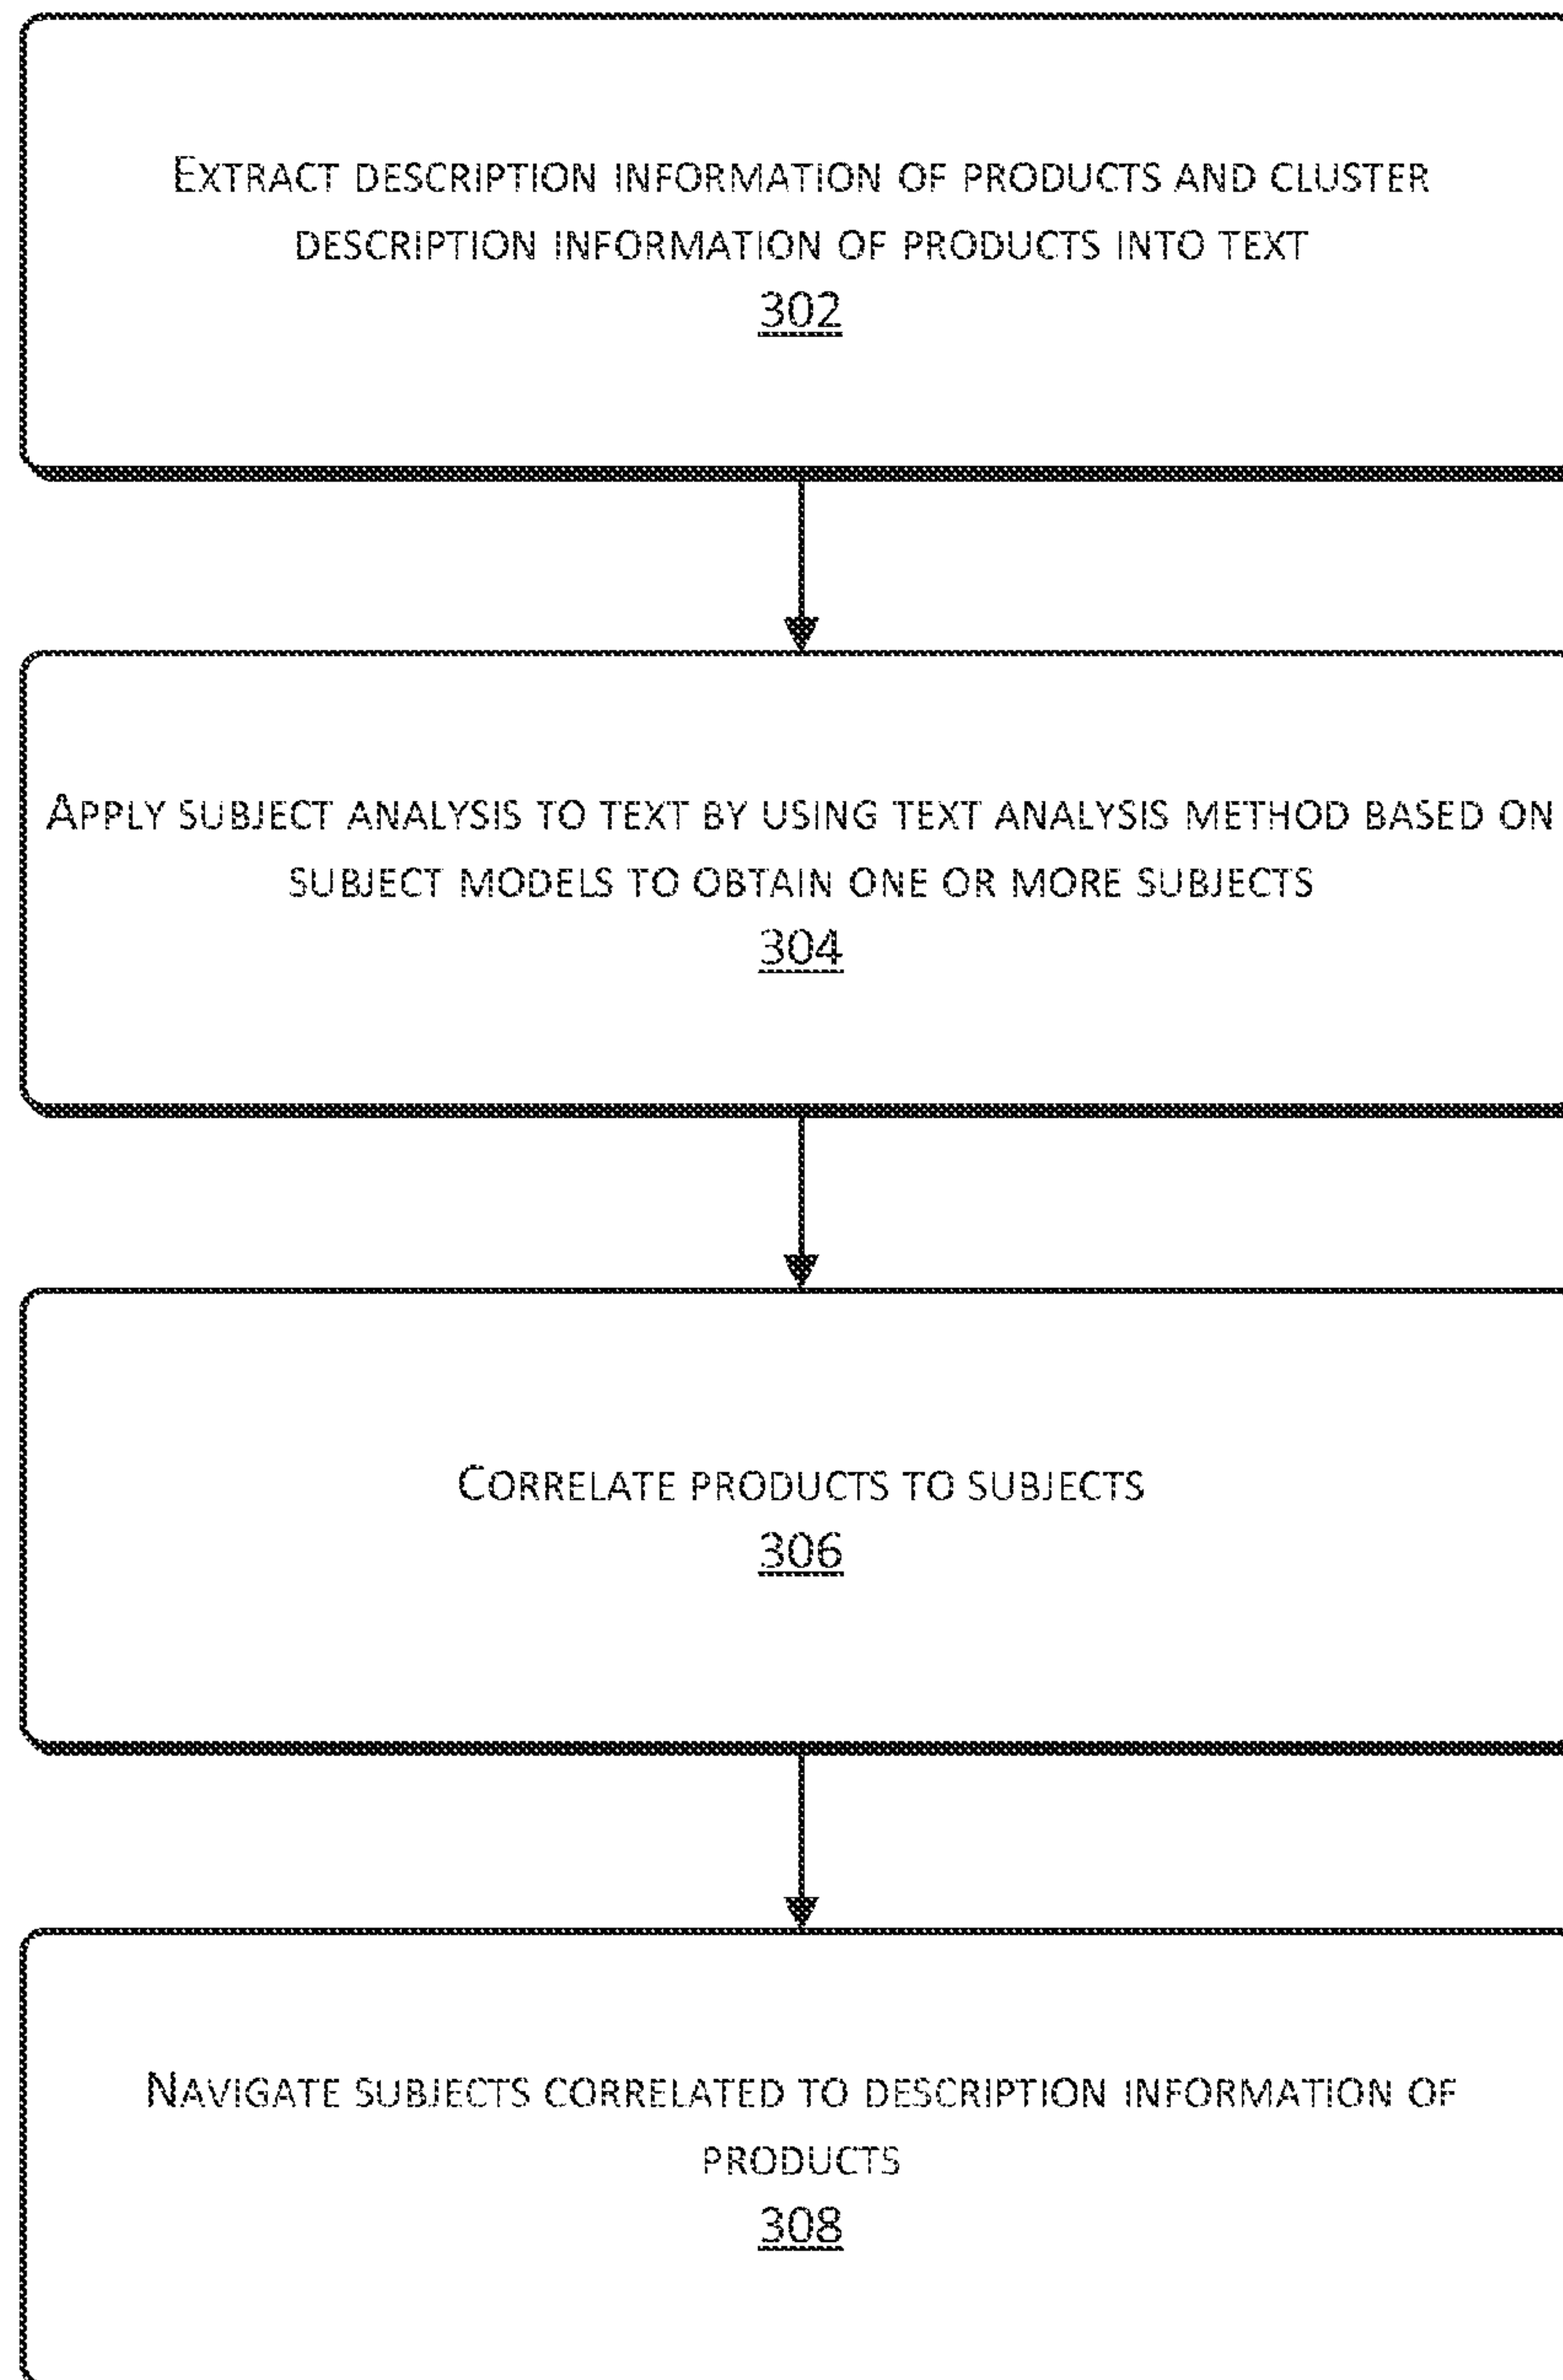 EXTRACT DESCRIPTION INFORMATION OF PRODUCTS AND CLUSTER
DESCRIPTION INFORMATION OF PRODUCTS INTO TEXT
302
APPLY SUBJECT ANALYSIS TO TEXT BY USING TEXT ANALYSIS METHOD BASED ON
SUBJECT MODELS TO OBTAIN ONE OR MORE SUBJECTS
304
CORRELATE PRODUCTS TO SUBJECTS
306
NAVIGATE SUBJECTS CORRELATED TO DESCRIPTION INFORMATION OF
PRODUCTS
308